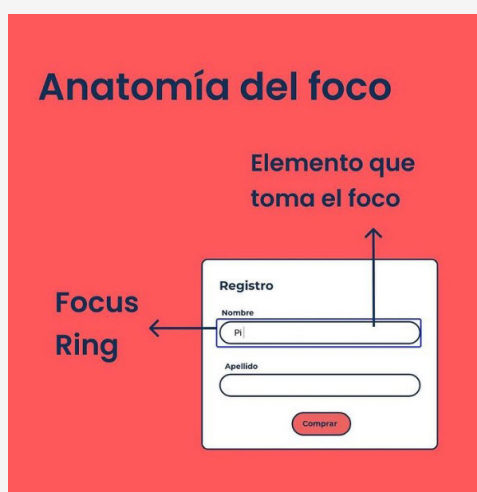 Anatomía del foco
Elemento que
toma el foco
Focus
Ring
Registro
Nombre
Pi
Apellido
Comprar